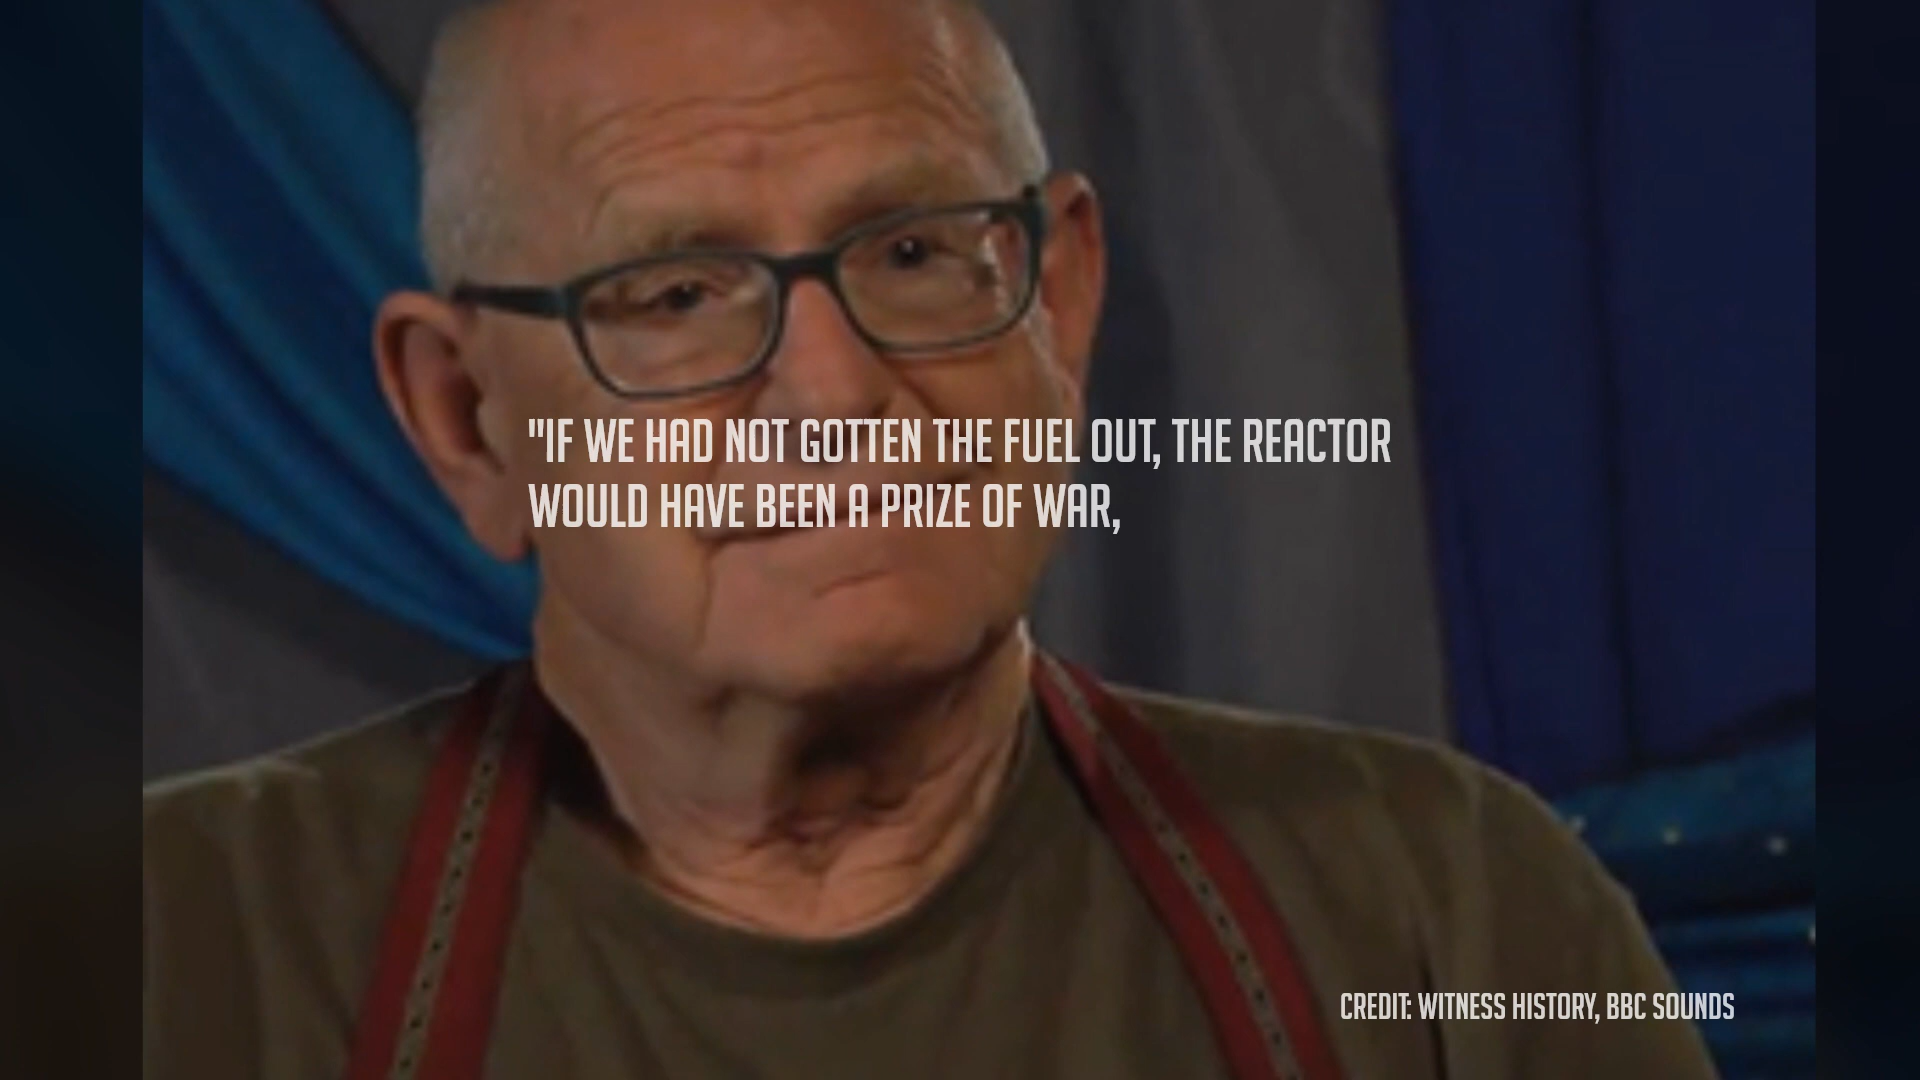 "IF WE HAD NOT GOTTEN THE FUEL OUT, THE REACTOR
WOULD HAVE BEEN A PRIZE OF WAR,
CREDIT: WITNESS HISTORY, BBC SOUNDS